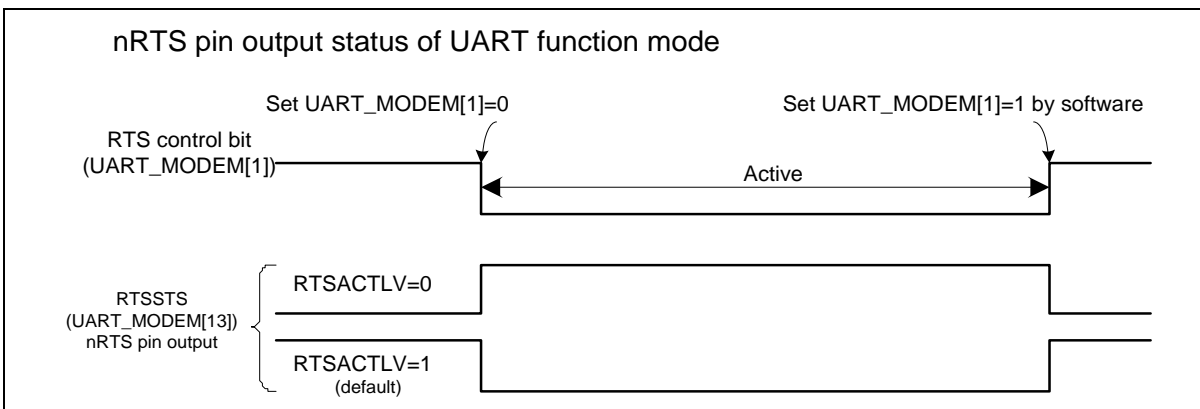 nRTS pin output status of UART function mode
Set UART_MODEM[1]=0
Set UART_MODEM[1]=1 by software
RTS control bit
(UART_MODEM[1])
Active
RTSACTLV=0
RTSSTS
(UART_MODEM[13])
nRTS pin output
RTSACTLV=1
(default)